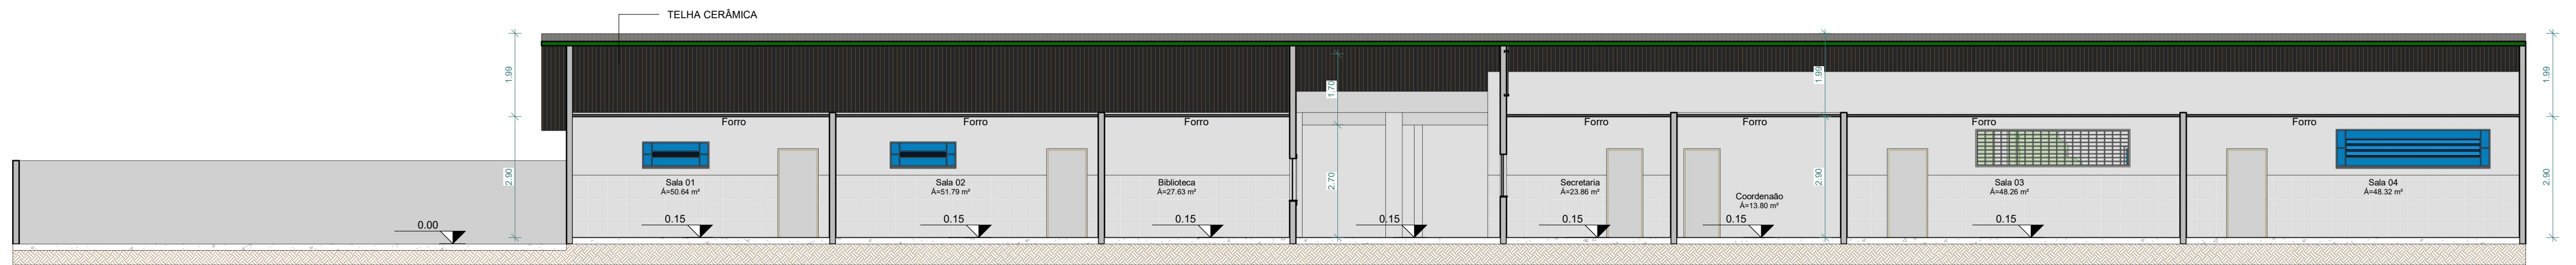 TELHA CERÂMICA
1.99
1.70
1.99
1.99
Forro
Forro
Forro
Forro
Forro
Forro
Forro
2.90
2.70
2.90
2.90
Sala 01
Á=50.64 m²
Sala 02
Á=51.79 m²
Biblioteca
Á=27.63 m²
Secretaria
Á=23.86 m²
Coordenaão
Á=13.80 m²
Sala 03
Á=48.26 m²
Sala 04
Á=48.32 m²
0.00
0.15
0.15
0.15
0.15
0.15
0.15
0.15